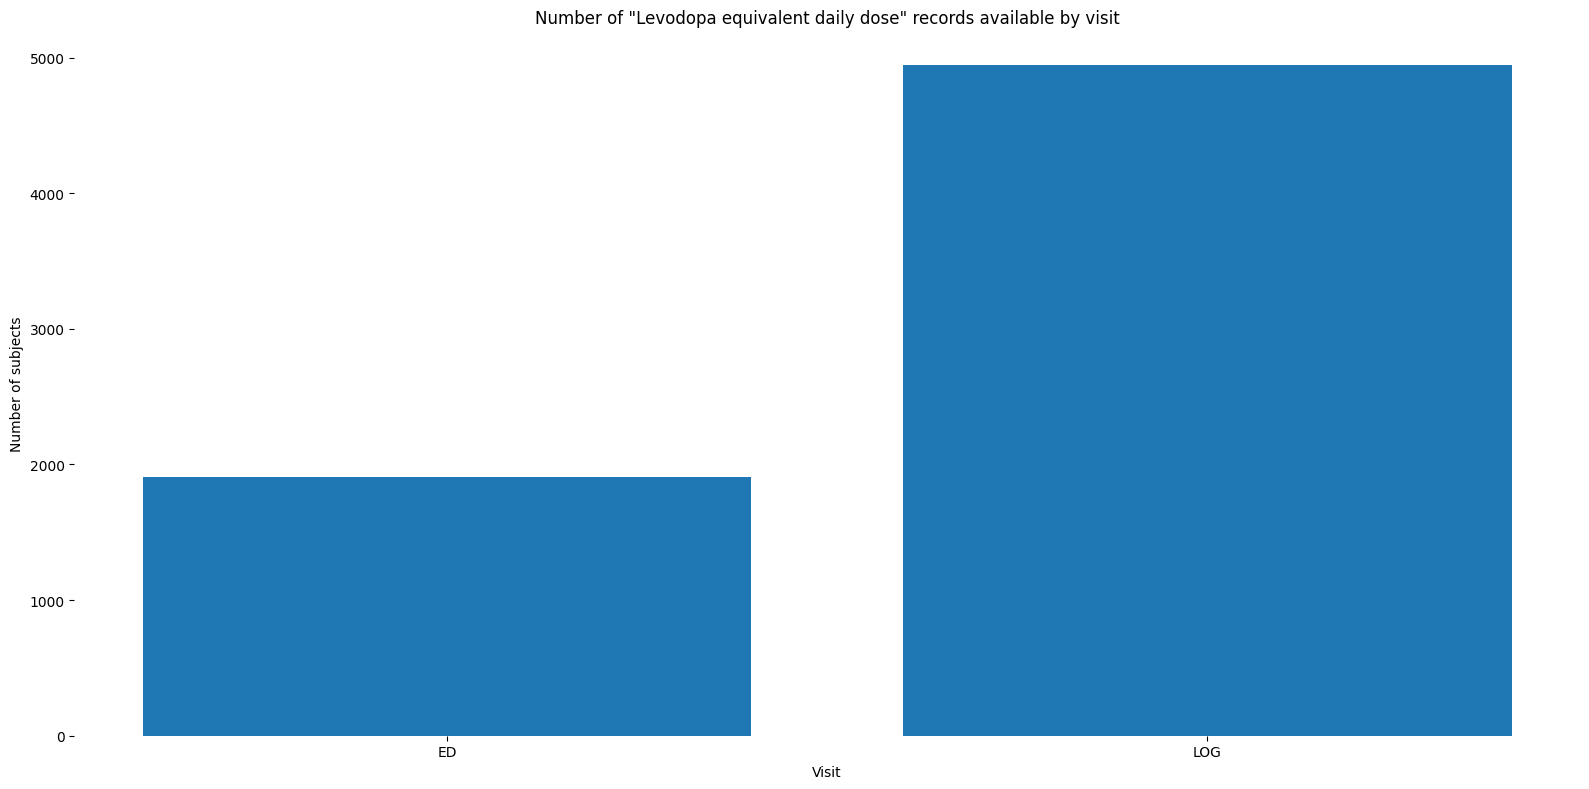 Number of "Levodopa equivalent daily dose" records available by visit
5000
4000
3000
2000
1000
0
Number of subjects
ED
LOG
Visit